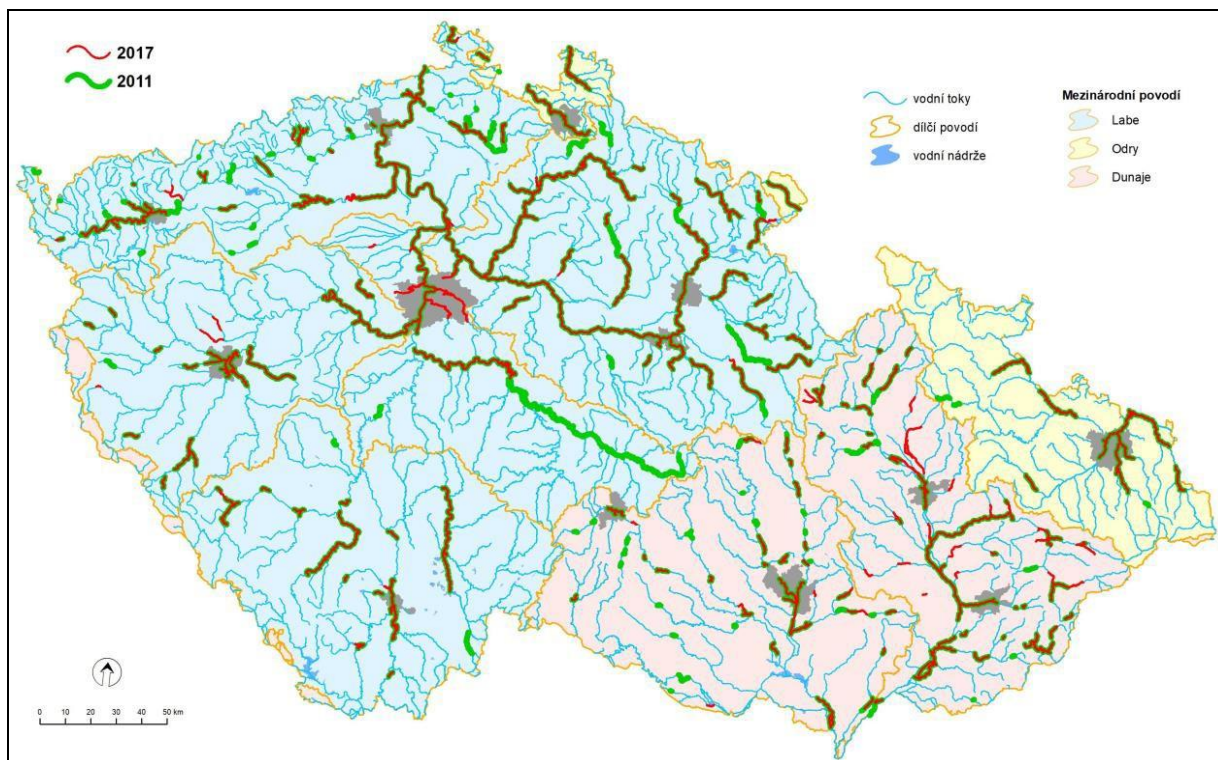 2017
2011
vodní toky
dílčí povodí
vodní nádrže
Mezinárodní povodí
Labe
Odry
Dunaje
0 10 20 30 40 50 km